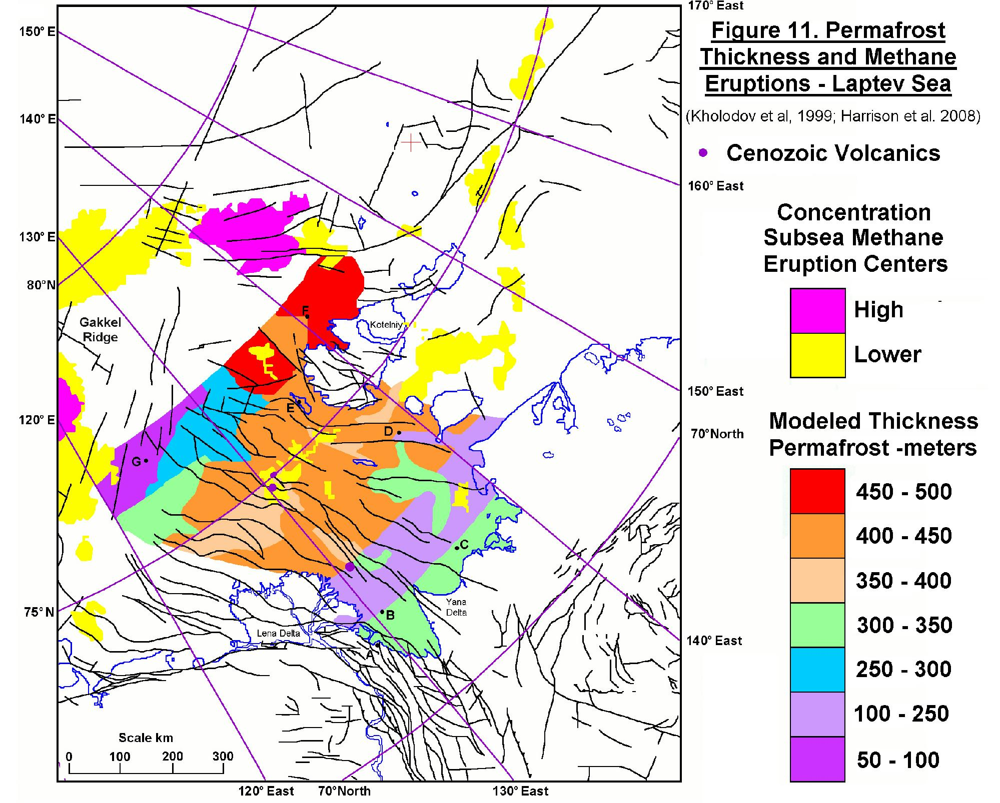 170° East
Figure 11. Permafrost
Thickness and Methane
Eruptions - Laptev Sea
(Kholodov et al, 1999; Harrison et al. 2008)
Cenozoic Volcanics
160° East
Concentration
Subsea Methane
Eruption Centers
High
Lower
150° East
70°North
Modeled Thickness
Permafrost -meters
450 - 500
400 - 450
350 - 400
300 - 350
250 - 300
100 - 250
50 - 100
140° East
150° E
140° E
130° E
80°N
120° E
75° N
Gakkel
Ridge
F
Kotelniy
E
D
G
C
Yana
Delta
B
Lena Delta
A
Scale km
0 100 200 300
120° East 70°North 130° East